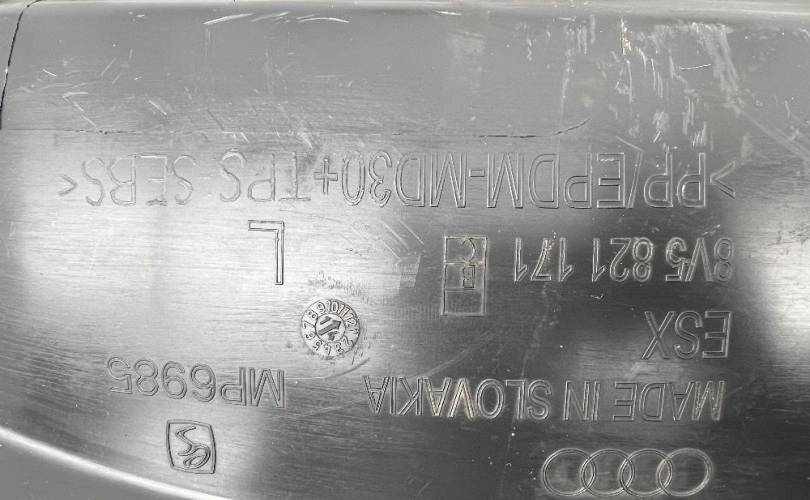 MADE IN SLOVAKIA
MP6985
ESX
8V5 821 171
B
C
L
>PP/EPDM-MD30+TPS SEBS<